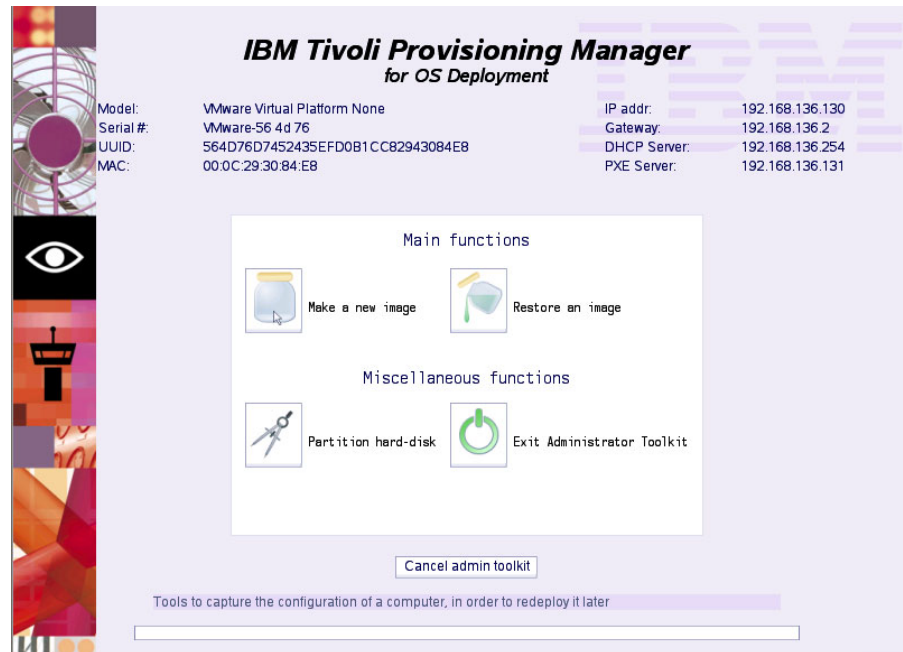 IBM Tivoli Provisioning Manager
for OS Deployment
Model: VMware Virtual Platform None IP addr: 192.168.136.130
Serial #: VMware-56 4d 76 Gateway: 192.168.136.2
UUID: 564D76D7452435EFD0B1CC82943084E8 DHCP Server: 192.168.136.254
MAC: 00:0C:29:30:84:E8 PXE Server: 192.168.136.131
Main functions
Make a new image Restore an image
Miscellaneous functions
Partition hard-disk Exit Administrator Toolkit
Cancel admin toolkit
Tools to capture the configuration of a computer, in order to redeploy it later